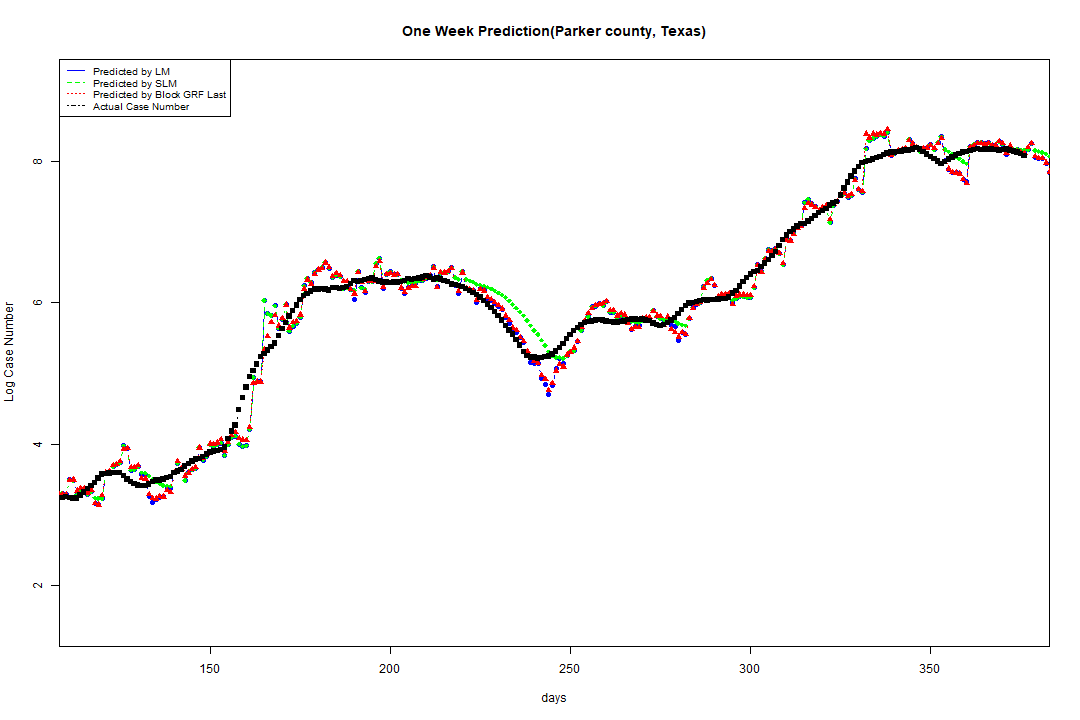 One Week Prediction(Parker county, Texas)
Predicted by LM
Predicted by SLM
Predicted by Block GRF Last
Actual Case Number
8
6
4
2
Log Case Number
150 200 250 300 350
days